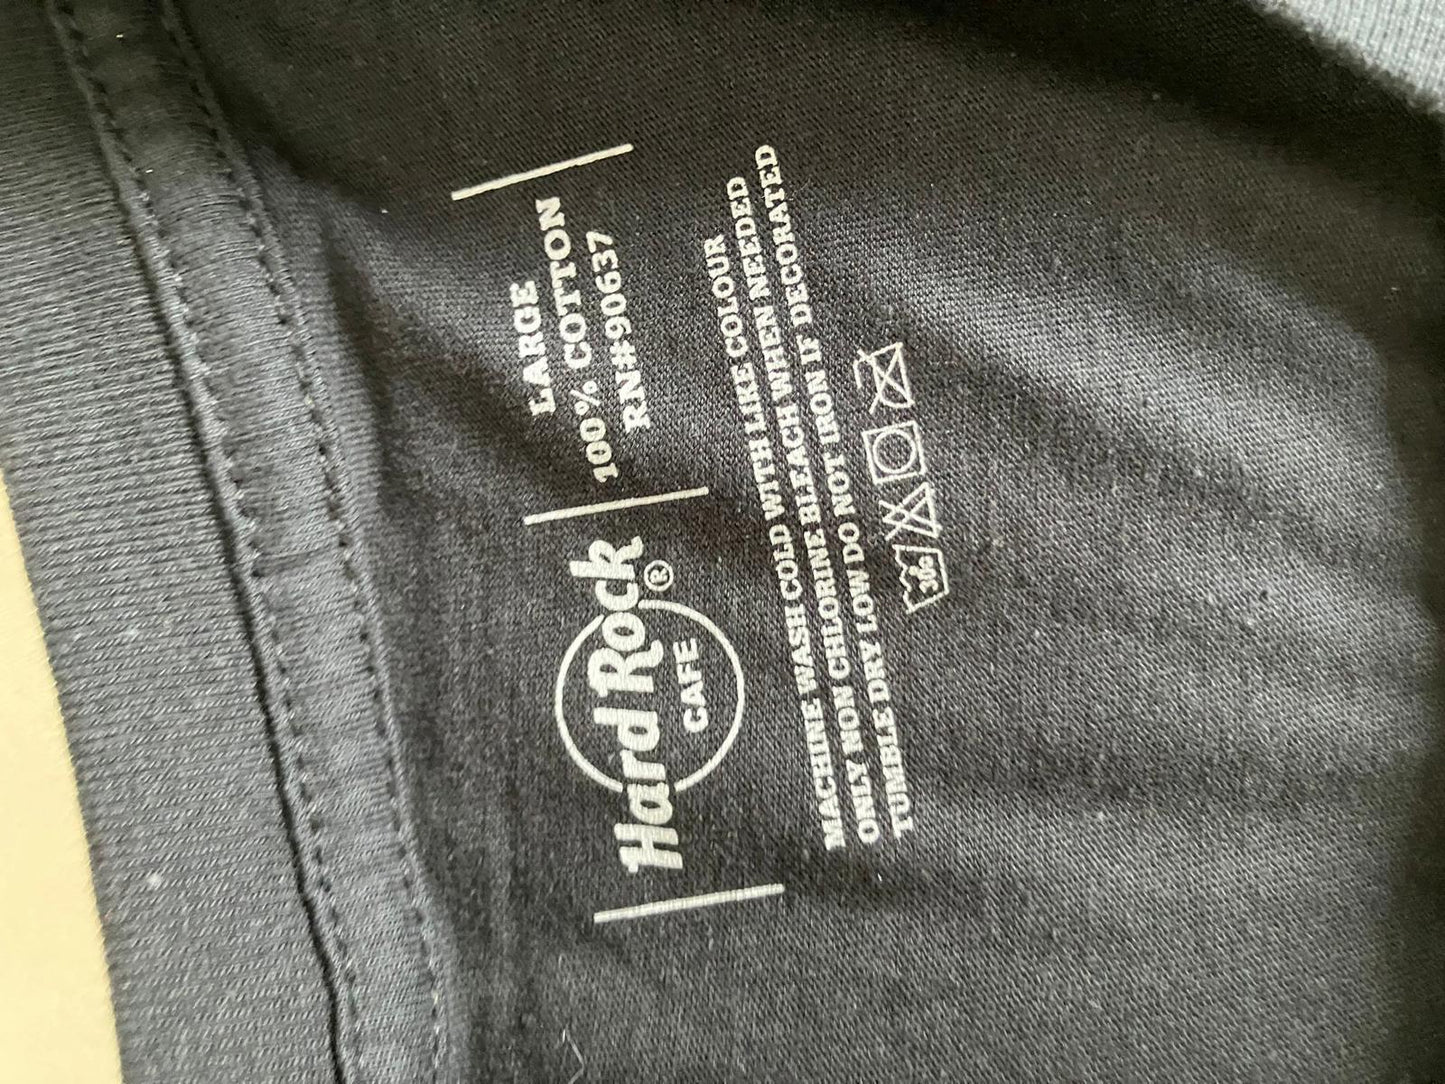 Hard Rock®
CAFE
LARGE
100% COTTON
RN#90637
MACHINE WASH COLD WITH LIKE COLOUR
ONLY NON CHLORINE BLEACH WHEN NEEDED
TUMBLE DRY LOW DO NOT IRON IF DECORATED